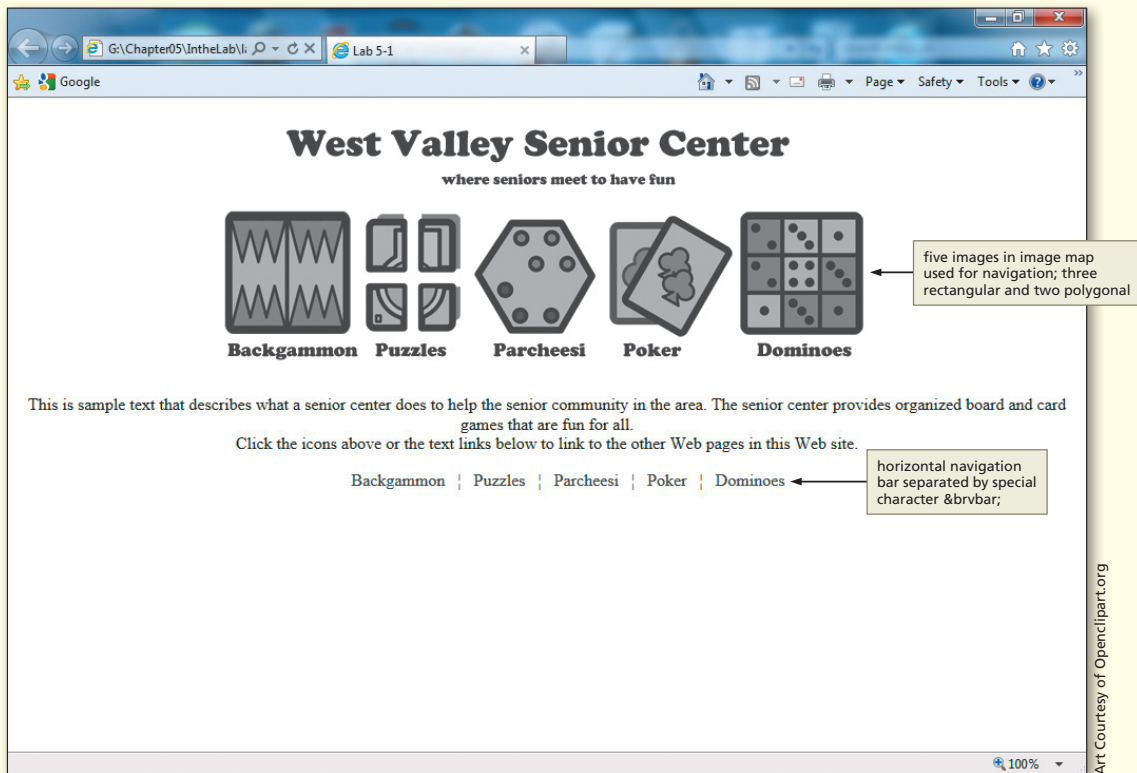 G:\Chapter05\IntheLab\l
Lab 5-1
Google
Page
Safety
Tools
West Valley Senior Center
where seniors meet to have fun
five images in image map
used for navigation; three
rectangular and two polygonal
Backgammon Puzzles Parcheesi Poker Dominoes
This is sample text that describes what a senior center does to help the senior community in the area. The senior center provides organized board and card
games that are fun for all.
Click the icons above or the text links below to link to the other Web pages in this Web site.
Backgammon ¦ Puzzles ¦ Parcheesi ¦ Poker ¦ Dominoes
horizontal navigation
bar separated by special
character &brvbar;
Art Courtesy of Openclipart.org
100%